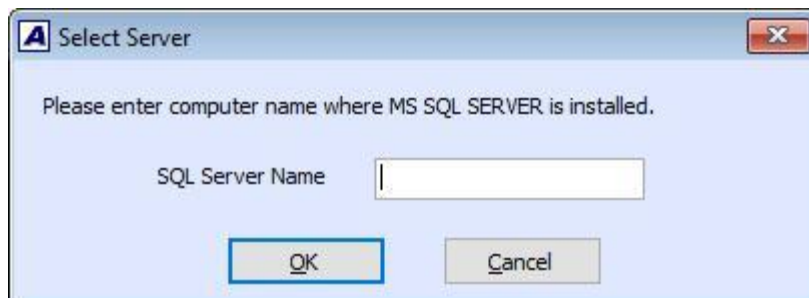 A Select Server
Please enter computer name where MS SQL SERVER is installed.
SQL Server Name
OK Cancel